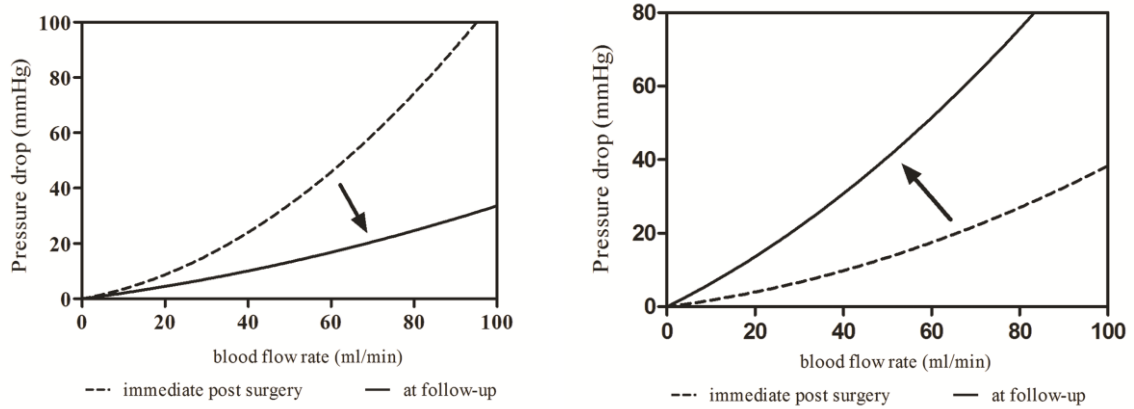 Pressure drop (mmHg)
100
80
60
40
20
0
0 20 40 60 80 100
blood flow rate (ml/min)
immediate post surgery at follow-up
Pressure drop (mmHg)
80
60
40
20
0
0 20 40 60 80 100
blood flow rate (ml/min)
immediate post surgery at follow-up